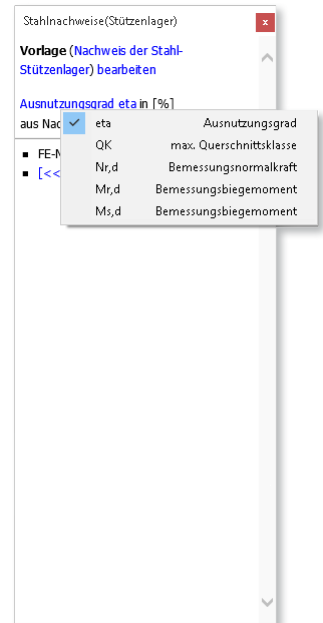 Stahlnachweise(Stützenlager)
x
Vorlage (Nachweis der Stahl-
Stützenlager) bearbeiten
Ausnutzungsgrad eta in [%]
aus Nac
eta Ausnutzungsgrad
QK max. Querschnittsklasse
FE-N
Nr,d Bemessungsnormalkraft
[<<
Mr,d Bemessungsbiegemoment
Ms,d Bemessungsbiegemoment